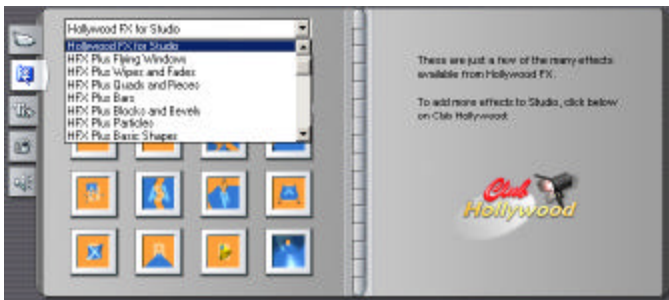 Hollywood FX for Studio
Hollywood FX for Studio
HFX Plus Flying Windows
HFX Plus Wipes and Fades
HFX Plus Quads and Pieces
HFX Plus Bars
HFX Plus Blocks and Bevels
HFX Plus Particles
HFX Plus Basic Shapes
These are just a few of the many effects
available from Hollywood FX.
To add more effects to Studio, click below
on Club Hollywood:
Club
Hollywood